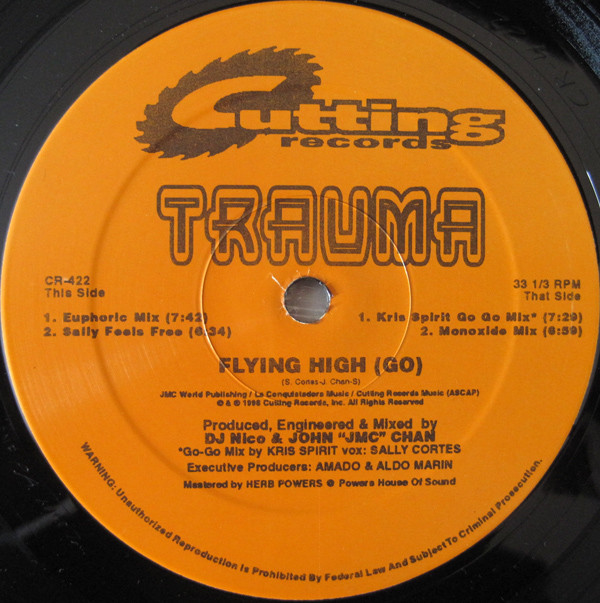 Cutting
records
TRAUMA
CR-422
This Side
1. Euphoric Mix (7:42)
2. Sally Feels Free (6:34)
33 1/3 RPM
That Side
1. Kris Spirit Go Go Mix* (7:29)
2. Monoxide Mix (6:59)
FLYING HIGH (GO)
(S. Cortes-J. Chan-S)
JMC World Publishing / La Conquistadora Music / Cutting Records Music (ASCAP)
℗ & © 1996 Cutting Records, Inc. All Rights Reserved
Produced, Engineered & Mixed by
DJ Nico & JOHN "JMC" CHAN
*Go-Go Mix by KRIS SPIRIT vox: SALLY CORTES
Executive Producers: AMADO & ALDO MARIN
Mastered by HERB POWERS @ Powers House Of Sound
WARNING: Unauthorized Reproduction Is Prohibited By Federal Law And Subject To Criminal Prosecution.